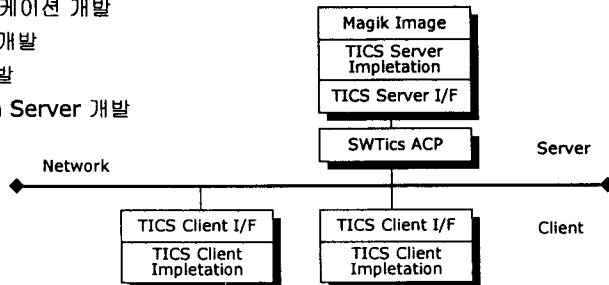 케이션 개발
개발
발
Server 개발
Magik Image
TICS Server
Impletation
TICS Server I/F
SWTics ACP
Server
Network
TICS Client I/F
TICS Client
Impletation
TICS Client I/F
TICS Client
Impletation
Client